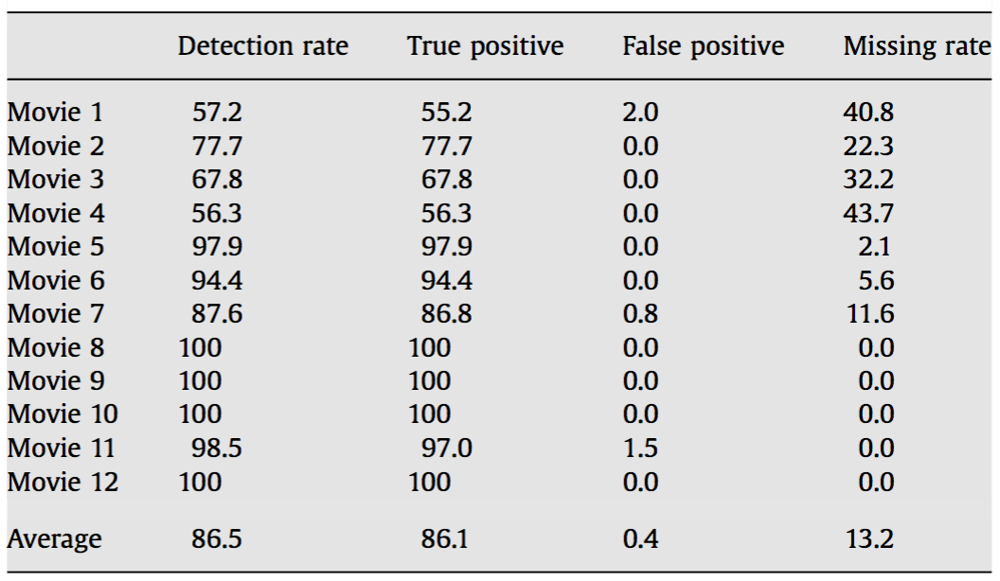 Detection rate True positive False positive Missing rate
Movie 1 57.2 55.2 2.0 40.8
Movie 2 77.7 77.7 0.0 22.3
Movie 3 67.8 67.8 0.0 32.2
Movie 4 56.3 56.3 0.0 43.7
Movie 5 97.9 97.9 0.0 2.1
Movie 6 94.4 94.4 0.0 5.6
Movie 7 87.6 86.8 0.8 11.6
Movie 8 100 100 0.0 0.0
Movie 9 100 100 0.0 0.0
Movie 10 100 100 0.0 0.0
Movie 11 98.5 97.0 1.5 0.0
Movie 12 100 100 0.0 0.0
Average 86.5 86.1 0.4 13.2